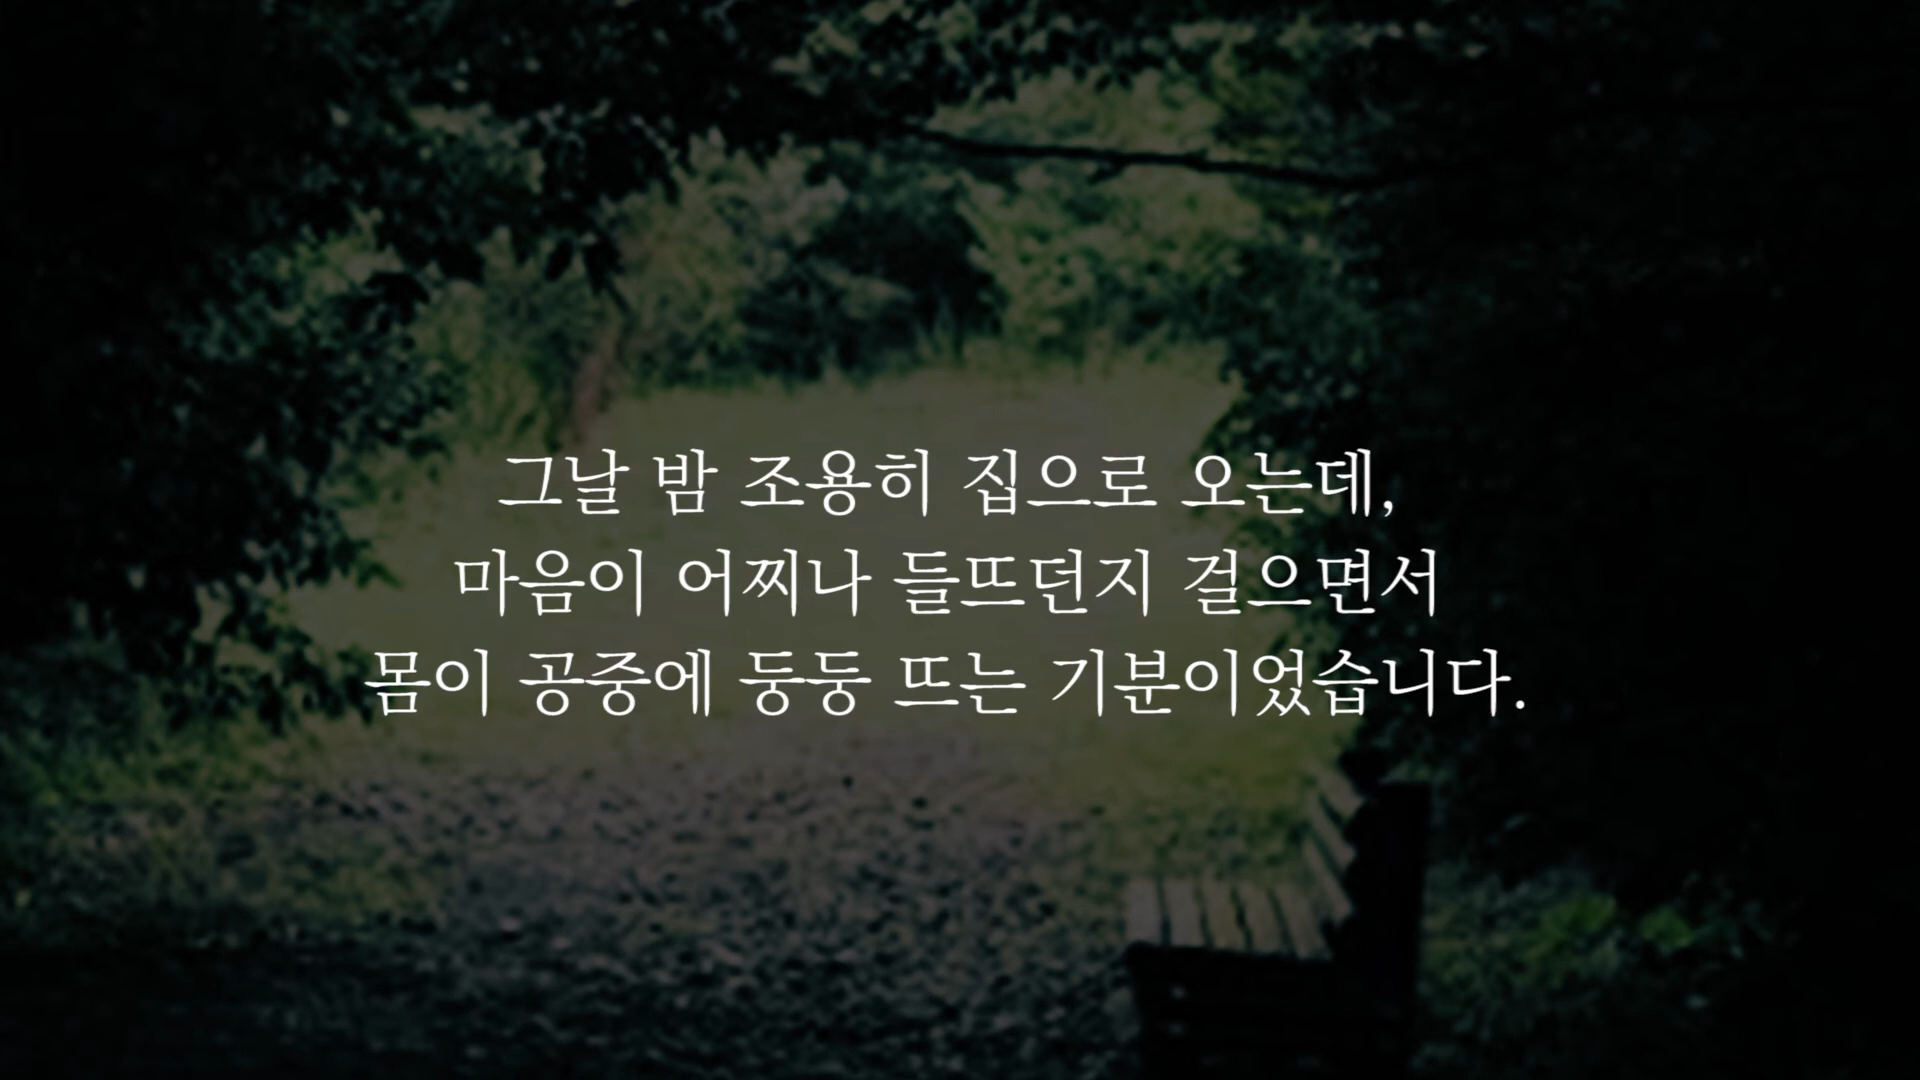 그날 밤 조용히 집으로 오는데,
마음이 어찌나 들뜨던지 걸으면서
몸이 공중에 둥둥 뜨는 기분이었습니다.